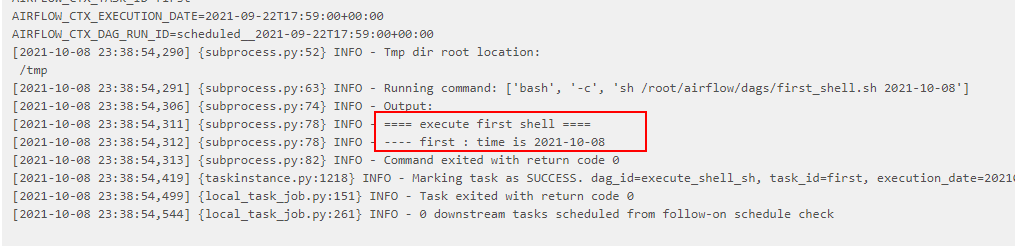 AIRFLOW_CTX_TASK_ID=first
AIRFLOW_CTX_EXECUTION_DATE=2021-09-22T17:59:00+00:00
AIRFLOW_CTX_DAG_RUN_ID=scheduled__2021-09-22T17:59:00+00:00
[2021-10-08 23:38:54,290] {subprocess.py:52} INFO - Tmp dir root location:
/tmp
[2021-10-08 23:38:54,291] {subprocess.py:63} INFO - Running command: ['bash', '-c', 'sh /root/airflow/dags/first_shell.sh 2021-10-08']
[2021-10-08 23:38:54,306] {subprocess.py:74} INFO - Output:
[2021-10-08 23:38:54,311] {subprocess.py:78} INFO - ==== execute first shell ====
[2021-10-08 23:38:54,312] {subprocess.py:78} INFO - ---- first : time is 2021-10-08
[2021-10-08 23:38:54,313] {subprocess.py:82} INFO - Command exited with return code 0
[2021-10-08 23:38:54,419] {taskinstance.py:1218} INFO - Marking task as SUCCESS. dag_id=execute_shell_sh, task_id=first, execution_date=20210
[2021-10-08 23:38:54,499] {local_task_job.py:151} INFO - Task exited with return code 0
[2021-10-08 23:38:54,544] {local_task_job.py:261} INFO - 0 downstream tasks scheduled from follow-on schedule check